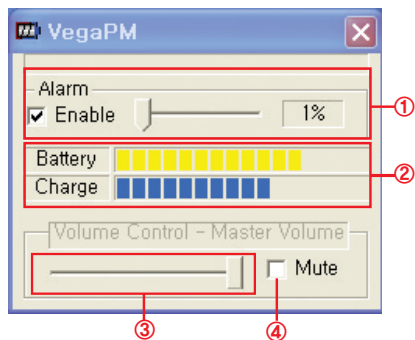 VegaPM
Alarm
Enable 1% ①
Battery
②
Charge
Volume Control - Master Volume
Mute
③ ④